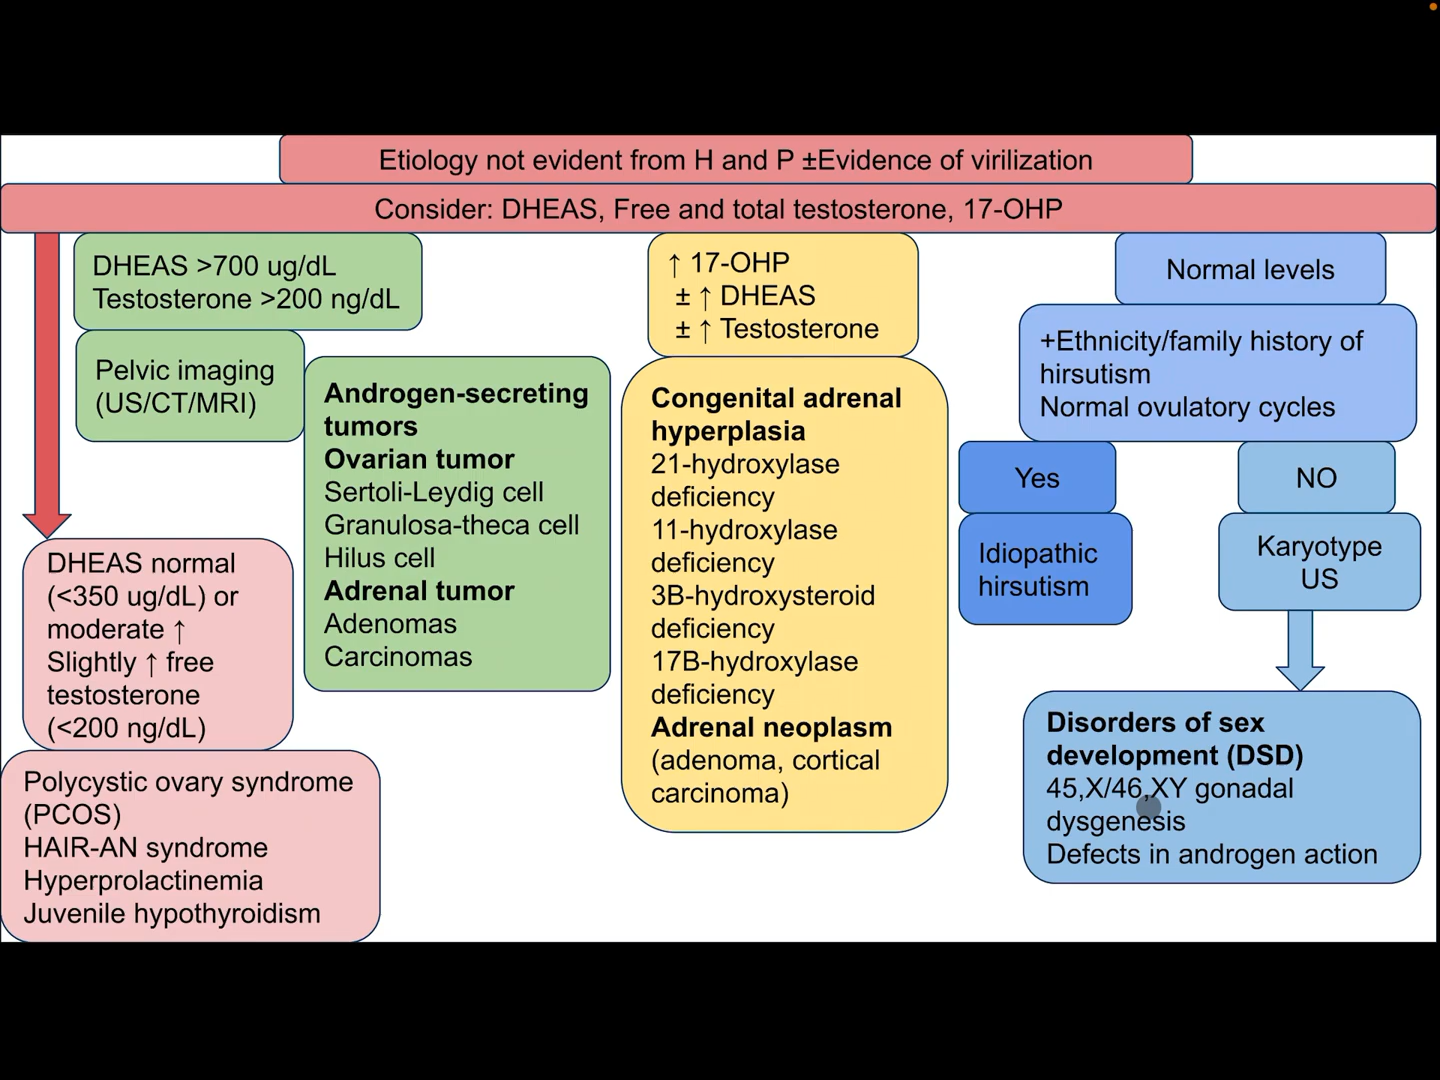 Etiology not evident from H and P ±Evidence of virilization
Consider: DHEAS, Free and total testosterone, 17-OHP
DHEAS >700 ug/dL
Testosterone >200 ng/dL
Pelvic imaging
(US/CT/MRI)
Androgen-secreting
tumors
Ovarian tumor
Sertoli-Leydig cell
Granulosa-theca cell
Hilus cell
Adrenal tumor
Adenomas
Carcinomas
DHEAS normal
(<350 ug/dL) or
moderate ↑
Slightly ↑ free
testosterone
(<200 ng/dL)
Polycystic ovary syndrome
(PCOS)
HAIR-AN syndrome
Hyperprolactinemia
Juvenile hypothyroidism
↑ 17-OHP
± ↑ DHEAS
± ↑ Testosterone
Congenital adrenal
hyperplasia
21-hydroxylase
deficiency
11-hydroxylase
deficiency
3B-hydroxysteroid
deficiency
17B-hydroxylase
deficiency
Adrenal neoplasm
(adenoma, cortical
carcinoma)
Normal levels
+Ethnicity/family history of
hirsutism
Normal ovulatory cycles
Yes
Idiopathic
hirsutism
NO
Karyotype
US
Disorders of sex
development (DSD)
45,X/46,XY gonadal
dysgenesis
Defects in androgen action